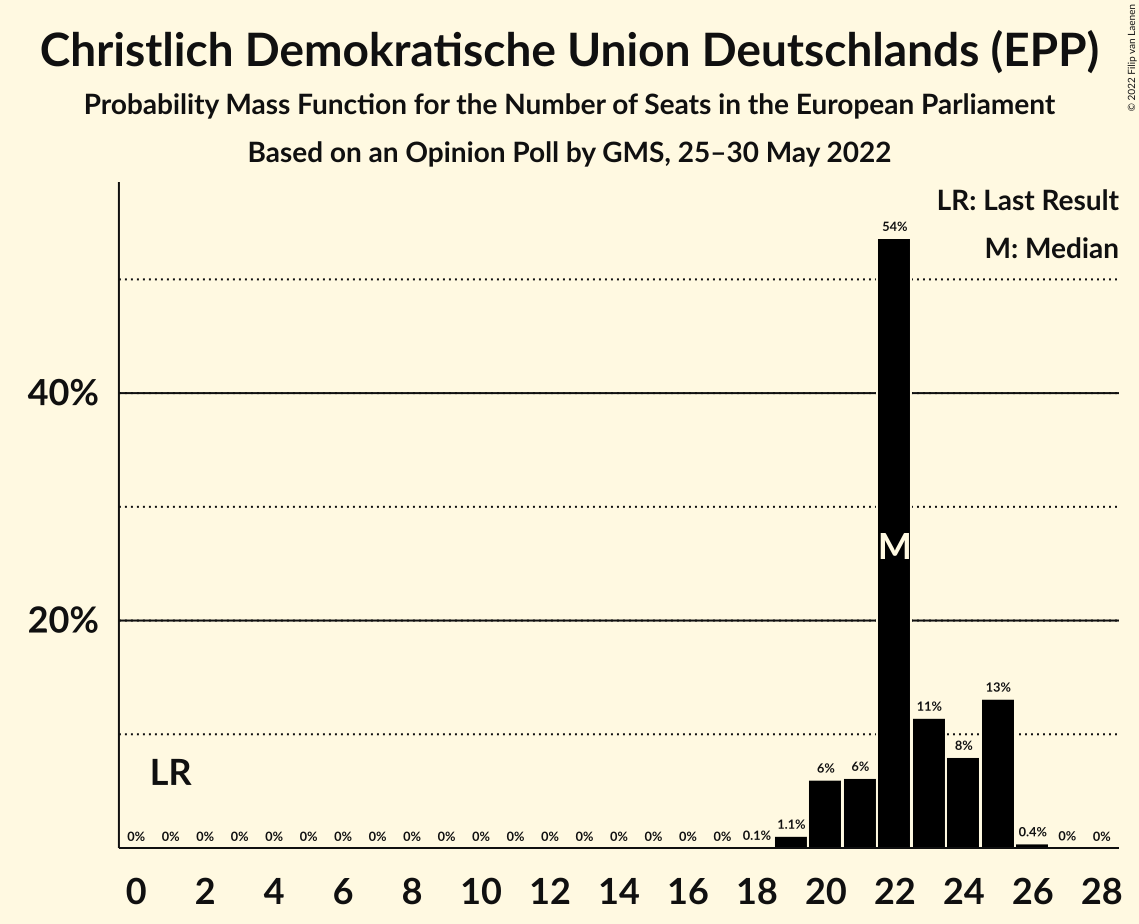 Christlich Demokratische Union Deutschlands (EPP)
Probability Mass Function for the Number of Seats in the European Parliament
Based on an Opinion Poll by GMS, 25–30 May 2022
© 2022 Filip van Laenen
LR: Last Result
M: Median
54%
40%
M
20%
13%
11%
8%
6% 6%
LR
0% 0% 0% 0% 0% 0% 0% 0% 0% 0% 0% 0% 0% 0% 0% 0% 0% 0% 0.1% 1.1% 0.4% 0% 0%
0 2 4 6 8 10 12 14 16 18 20 22 24 26 28